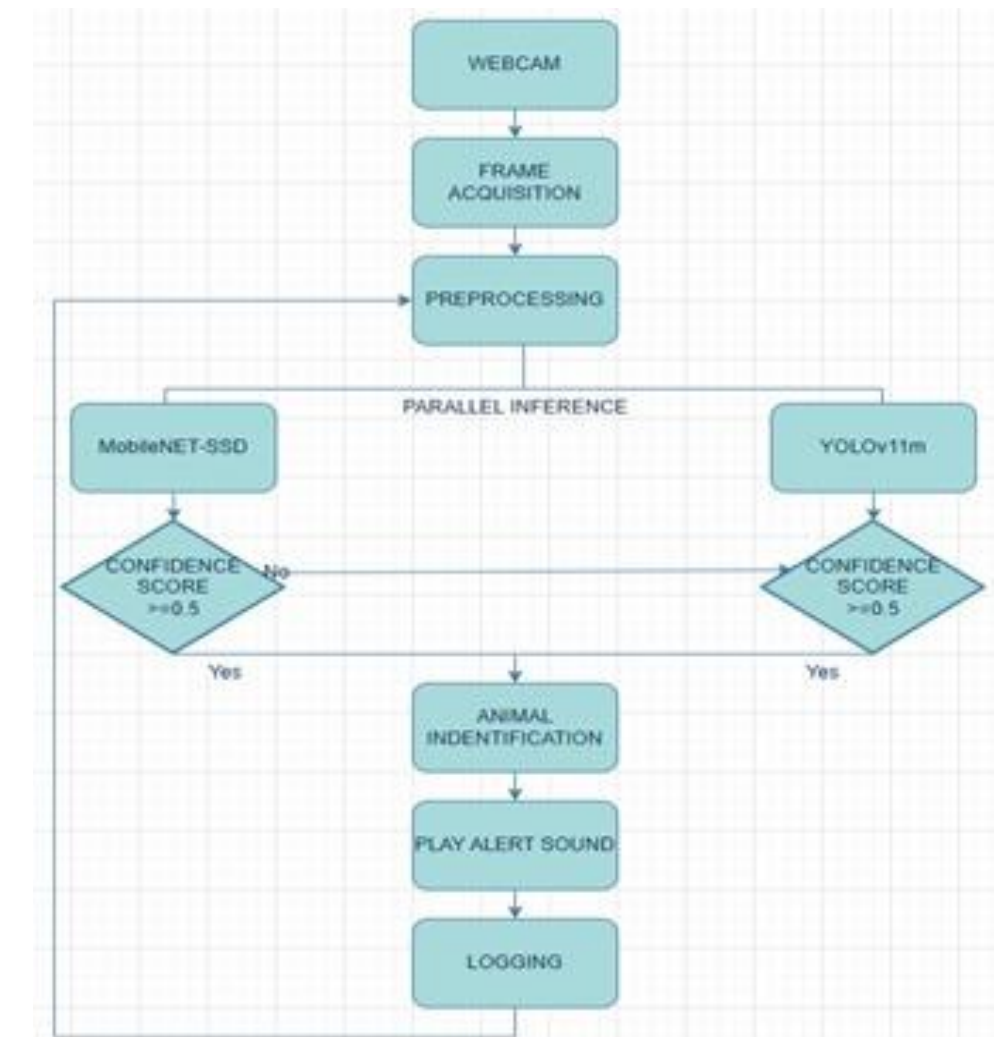 WEBCAM
FRAME
ACQUISITION
PREPROCESSING
PARALLEL INFERENCE
MobileNET-SSD
YOLOv11m
CONFIDENCE
SCORE
>=0.5
No
CONFIDENCE
SCORE
>=0.5
Yes
Yes
ANIMAL
INDENTIFICATION
PLAY ALERT SOUND
LOGGING